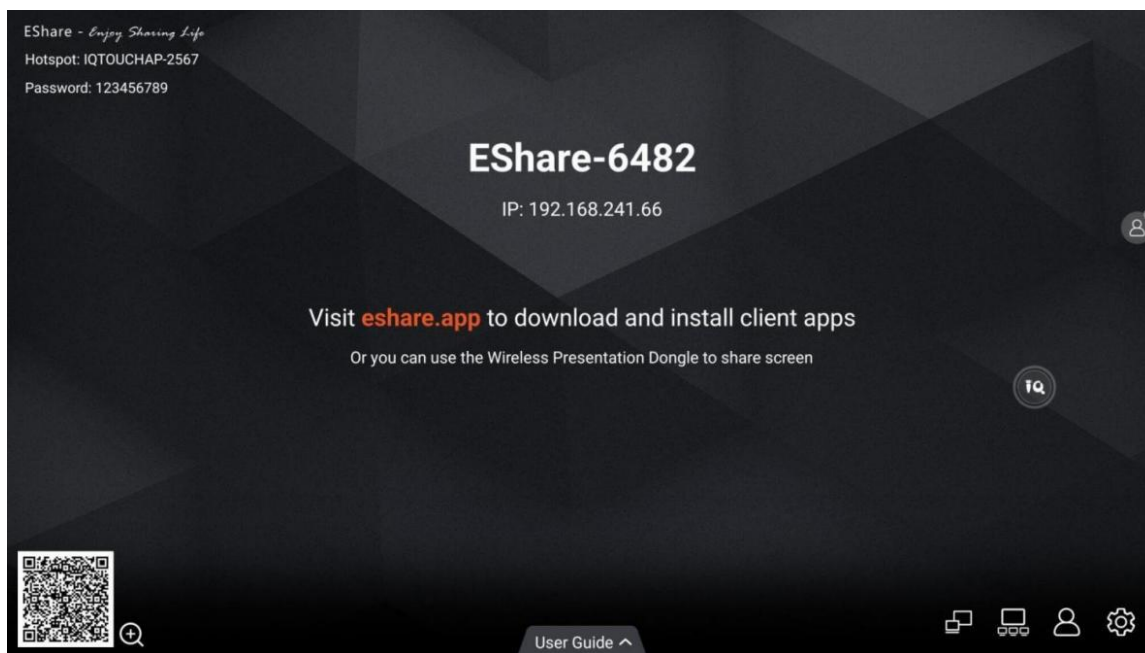 EShare - Enjoy Sharing Life
Hotspot: IQTOUCHAP-2567
Password: 123456789
EShare-6482
IP: 192.168.241.66
Visit eshare.app to download and install client apps
Or you can use the Wireless Presentation Dongle to share screen
IQ
User Guide